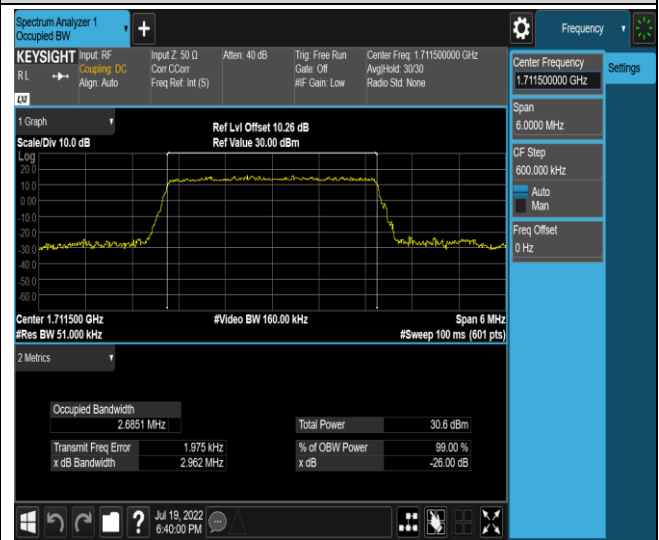 Spectrum Analyzer 1
Occupied BW
Frequency
KEYSIGHT Input: RF Input Z: 50 Ω Atten: 40 dB Trig: Free Run Center Freq: 1.711500000 GHz
R L Coupling: DC Corr CCorr Gate: Off Avg|Hold: 30/30
Align: Auto Freq Ref: Int (S) #IF Gain: Low Radio Std: None
Center Frequency
1.711500000 GHz
Settings
Span
6.0000 MHz
CF Step
600.000 kHz
Auto
Man
Freq Offset
0 Hz
1 Graph
Ref Lvl Offset 10.26 dB
Scale/Div 10.0 dB Ref Value 30.00 dBm
Log
20.0
10.0
0.00
-10.0
-20.0
-30.0
-40.0
-50.0
-60.0
Center 1.711500 GHz #Video BW 160.00 kHz Span 6 MHz
#Res BW 51.000 kHz #Sweep 100 ms (601 pts)
2 Metrics
Occupied Bandwidth
2.6851 MHz Total Power 30.6 dBm
Transmit Freq Error 1.975 kHz % of OBW Power 99.00 %
x dB Bandwidth 2.962 MHz x dB -26.00 dB
Jul 19, 2022
6:40:00 PM